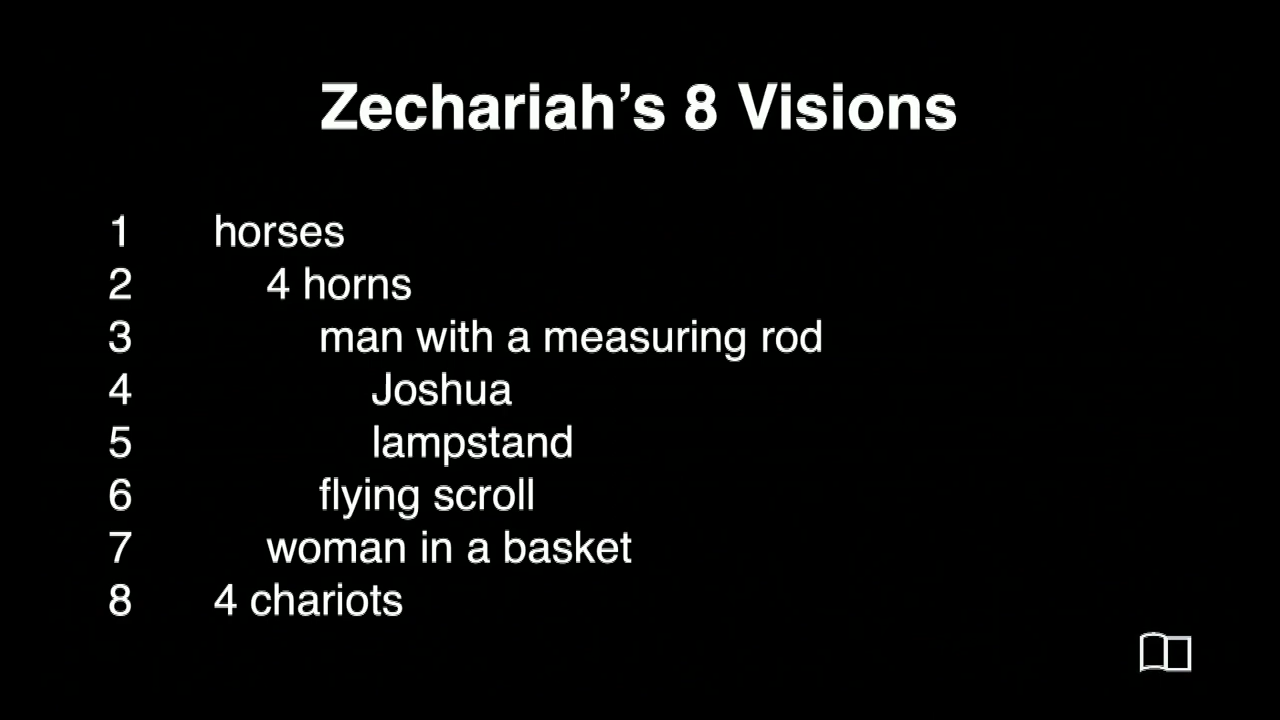 Zechariah’s 8 Visions
1 horses
2 4 horns
3 man with a measuring rod
4 Joshua
5 lampstand
6 flying scroll
7 woman in a basket
8 4 chariots